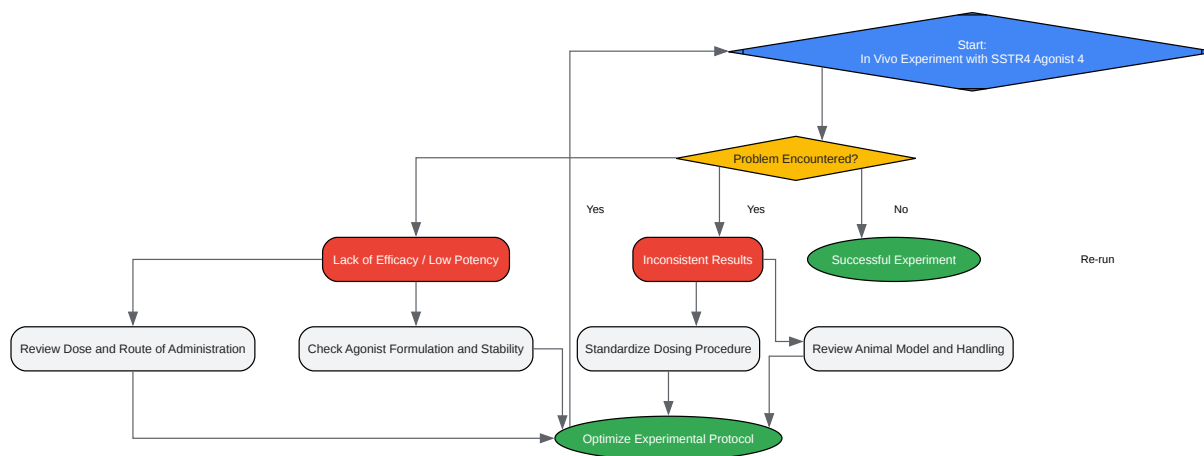 Start:
In Vivo Experiment with SSTR4 Agonist 4
Problem Encountered?
Yes
Yes
No
Lack of Efficacy / Low Potency
Inconsistent Results
Successful Experiment
Re-run
Review Dose and Route of Administration
Check Agonist Formulation and Stability
Standardize Dosing Procedure
Review Animal Model and Handling
Optimize Experimental Protocol